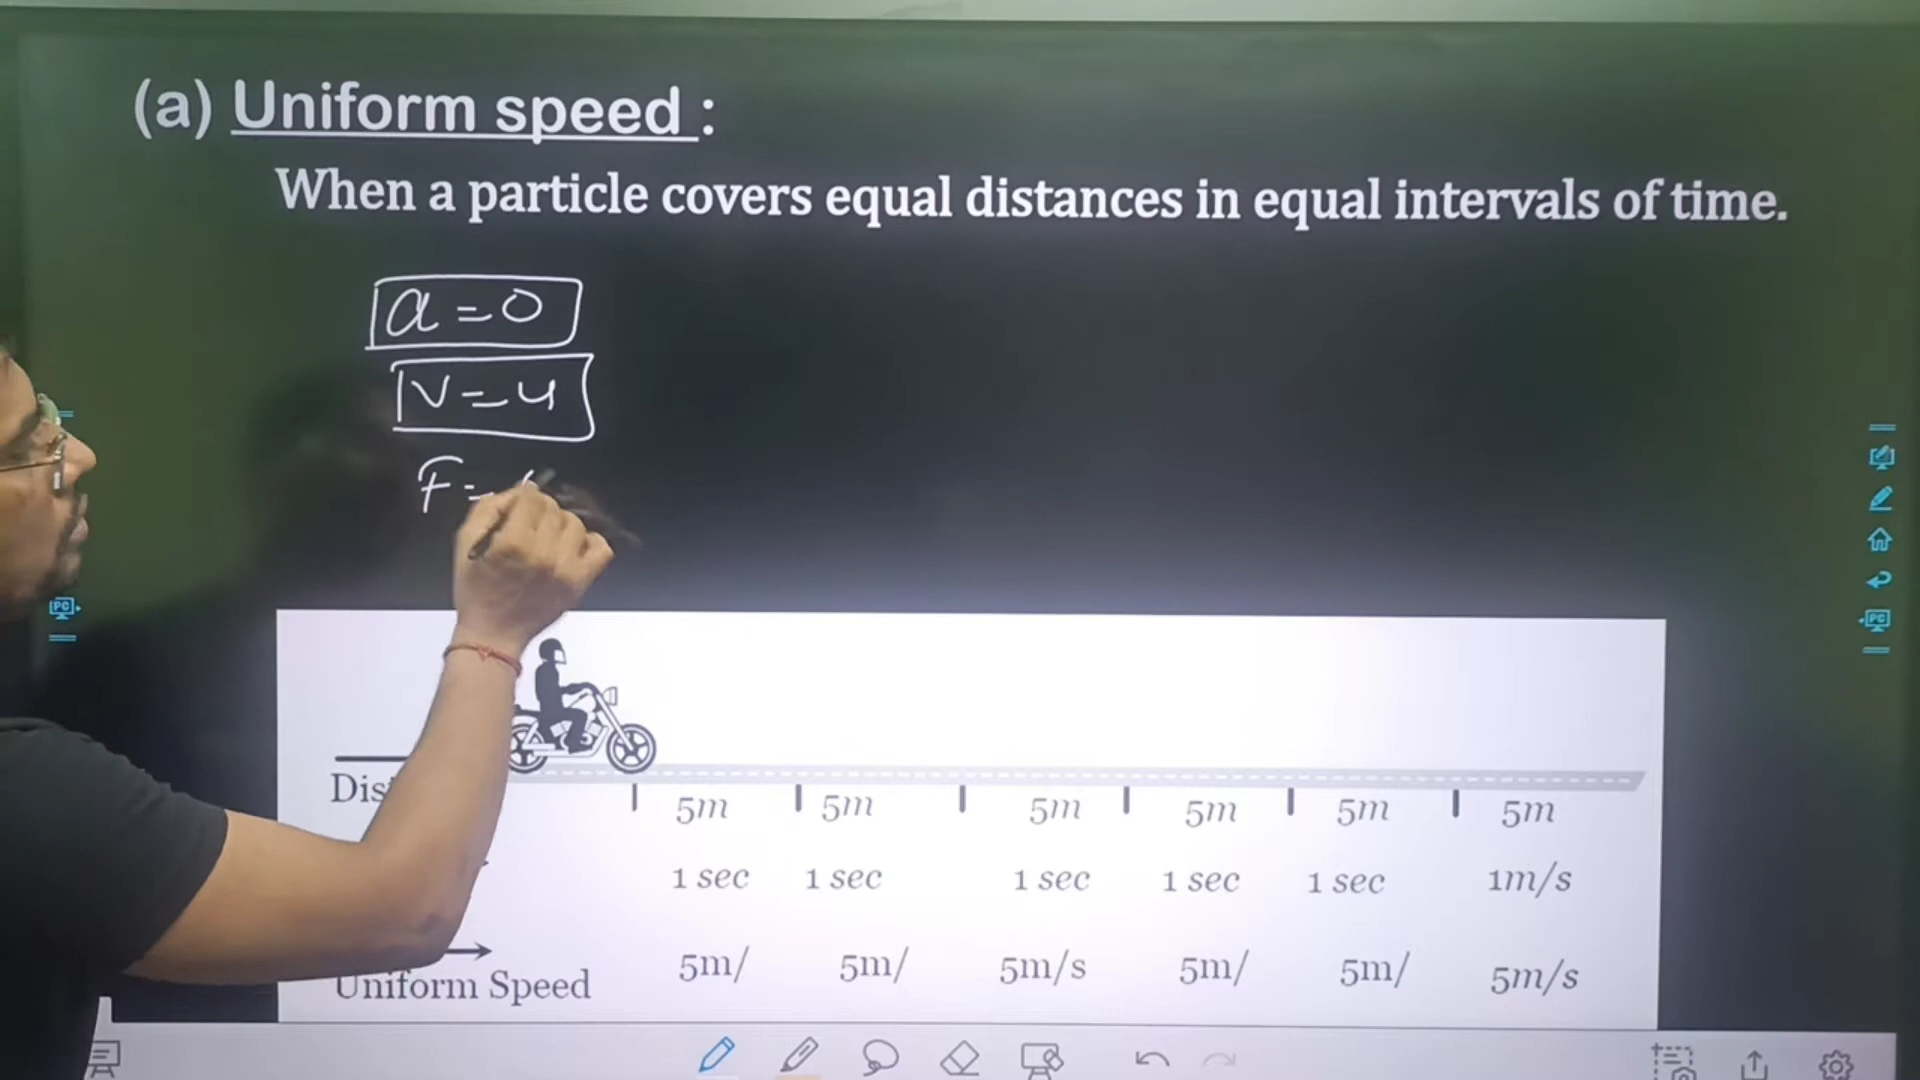 (a) Uniform speed :
When a particle covers equal distances in equal intervals of time.
a = 0
v = u
F =
PC
PC
5m 5m 5m 5m 5m 5m
1 sec 1 sec 1 sec 1 sec 1 sec 1m/s
5m/ 5m/ 5m/s 5m/ 5m/ 5m/s
Uniform Speed